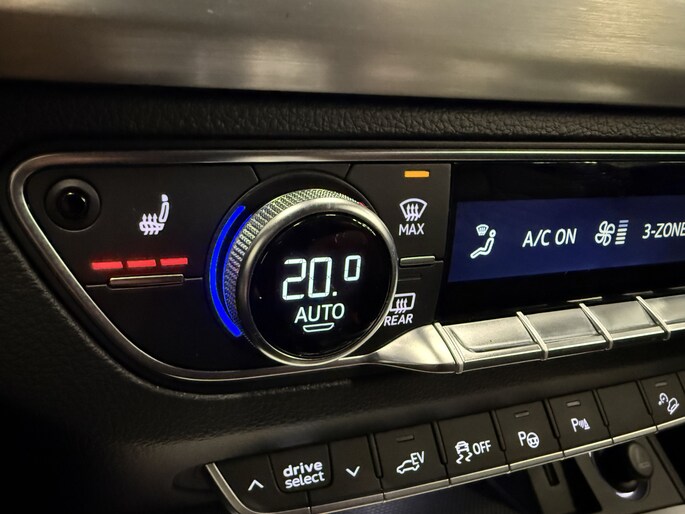 20.0
AUTO
MAX
REAR
A/C ON
3-ZONE
drive
select
EV
OFF
P
P